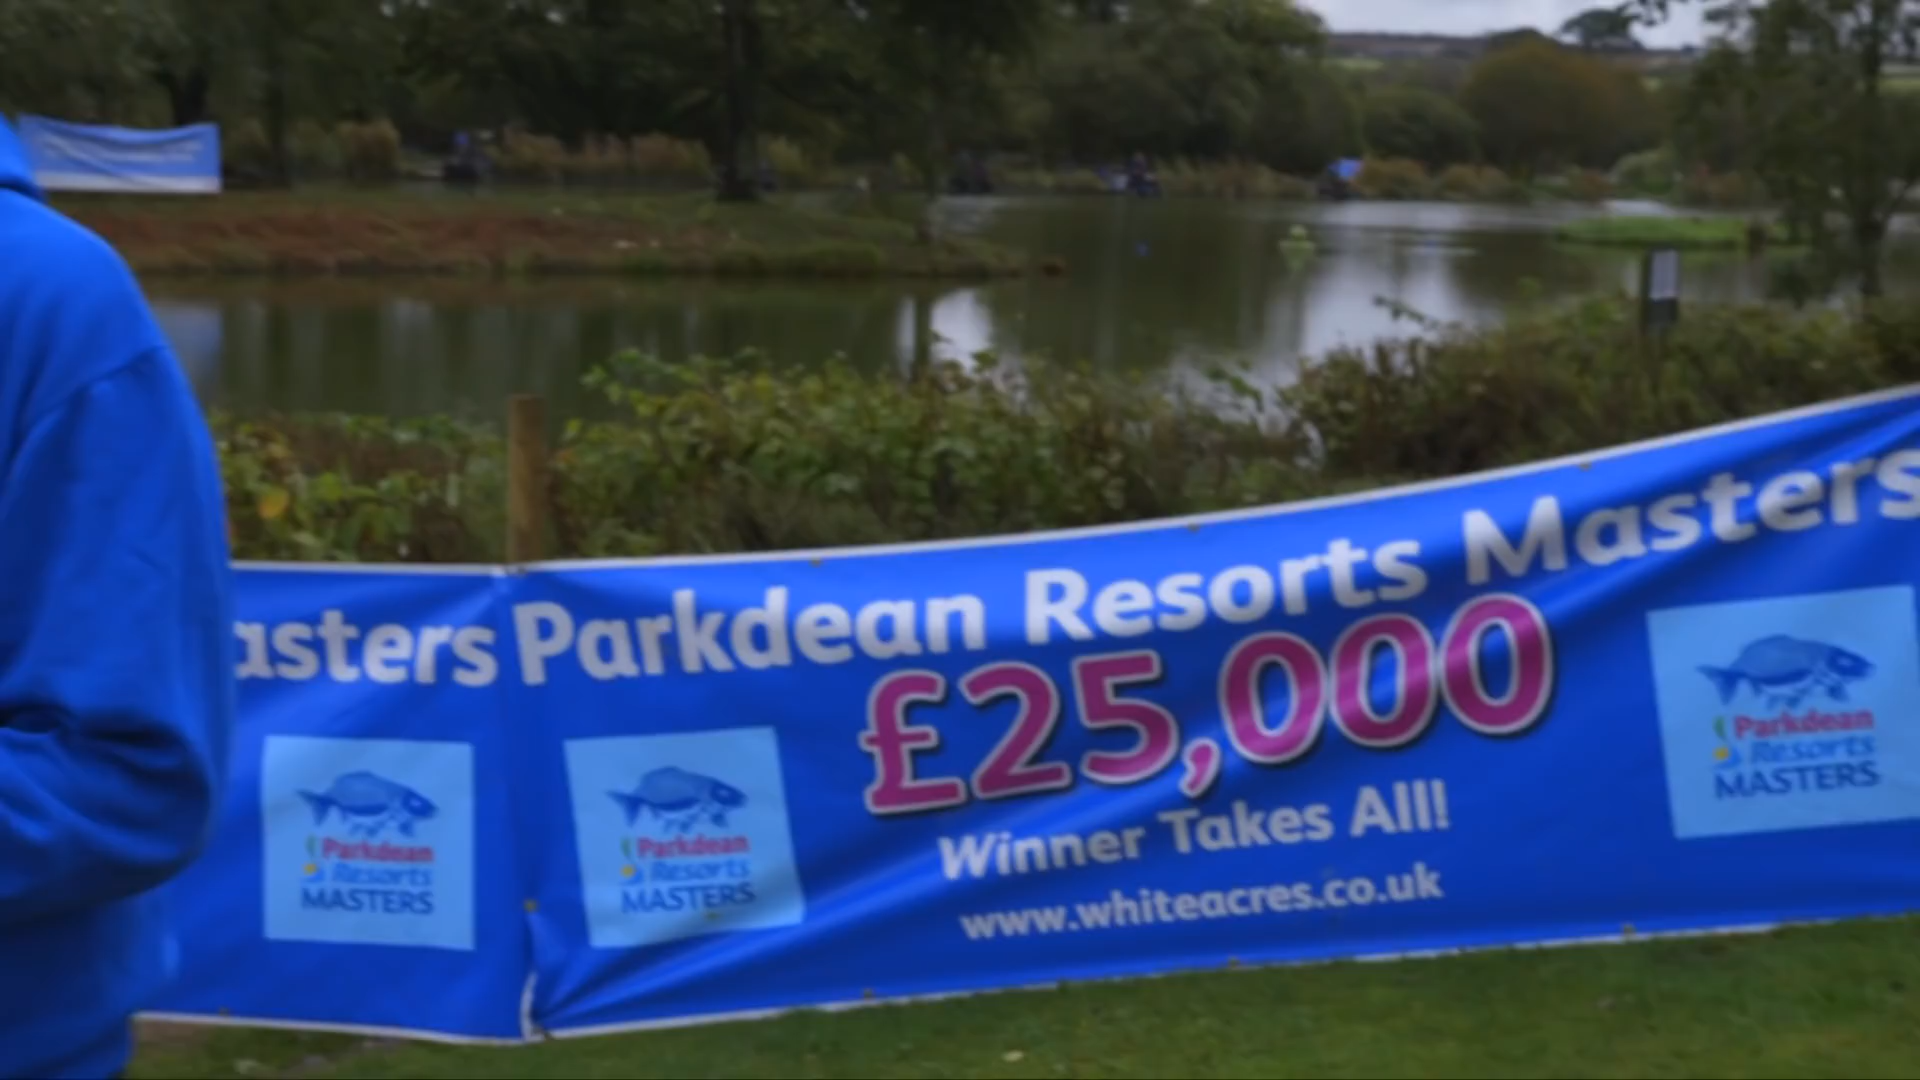 asters
Parkdean
Resorts
MASTERS
Parkdean Resorts Masters
£25,000
Winner Takes All!
www.whiteacres.co.uk
Parkdean
Resorts
MASTERS
Parkdean
Resorts
MASTERS